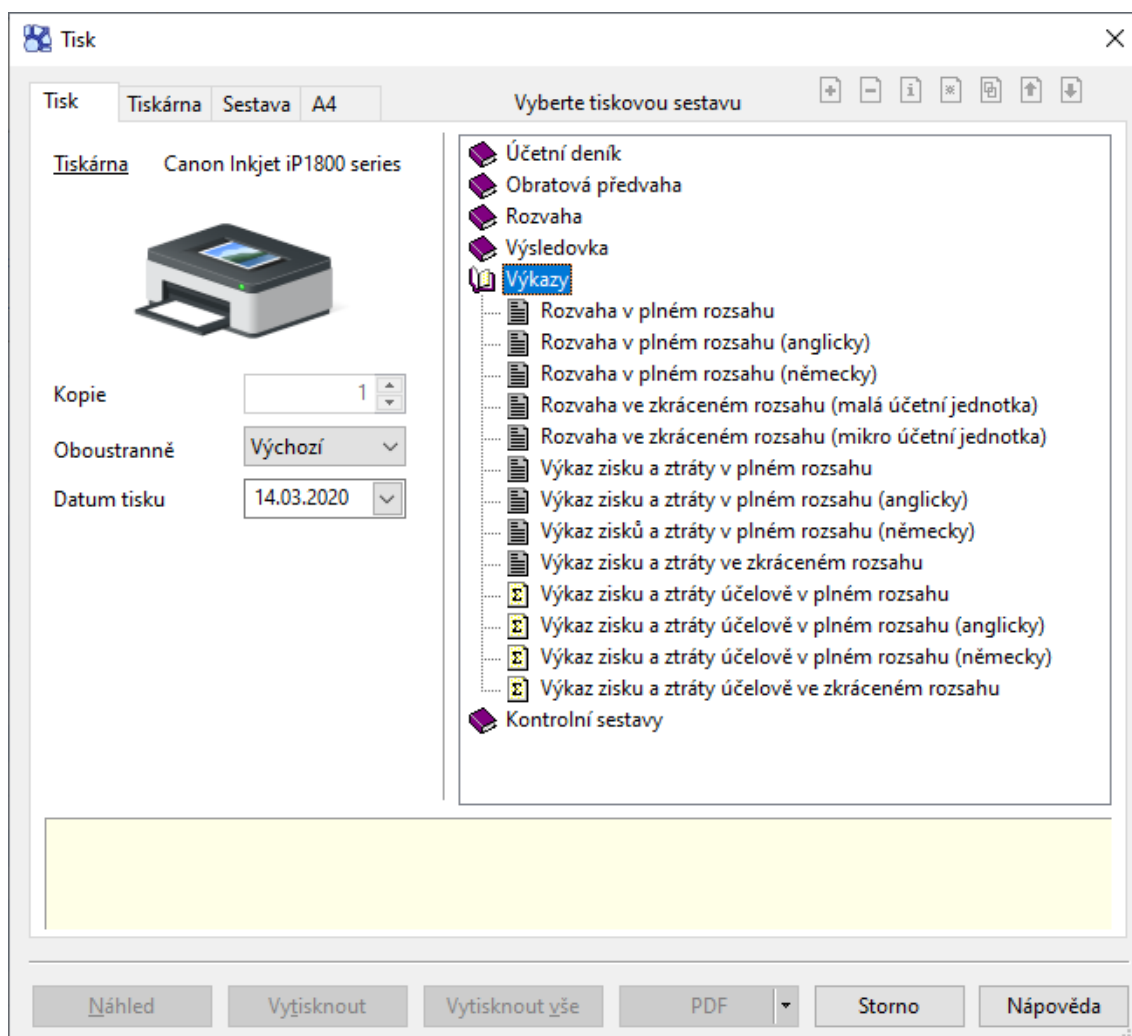 Tisk
Tisk Tiskárna Sestava A4 Vyberte tiskovou sestavu
Tiskárna Canon Inkjet iP1800 series
Kopie 1
Oboustranně Výchozí
Datum tisku 14.03.2020
Účetní deník
Obratová předvaha
Rozvaha
Výsledovka
Výkazy
Rozvaha v plném rozsahu
Rozvaha v plném rozsahu (anglicky)
Rozvaha v plném rozsahu (německy)
Rozvaha ve zkráceném rozsahu (malá účetní jednotka)
Rozvaha ve zkráceném rozsahu (mikro účetní jednotka)
Výkaz zisku a ztráty v plném rozsahu
Výkaz zisku a ztráty v plném rozsahu (anglicky)
Výkaz zisků a ztráty v plném rozsahu (německy)
Výkaz zisku a ztráty ve zkráceném rozsahu
Výkaz zisku a ztráty účelově v plném rozsahu
Výkaz zisku a ztráty účelově v plném rozsahu (anglicky)
Výkaz zisku a ztráty účelově v plném rozsahu (německy)
Výkaz zisku a ztráty účelově ve zkráceném rozsahu
Kontrolní sestavy
Náhled Vytisknout Vytisknout vše PDF Storno Nápověda